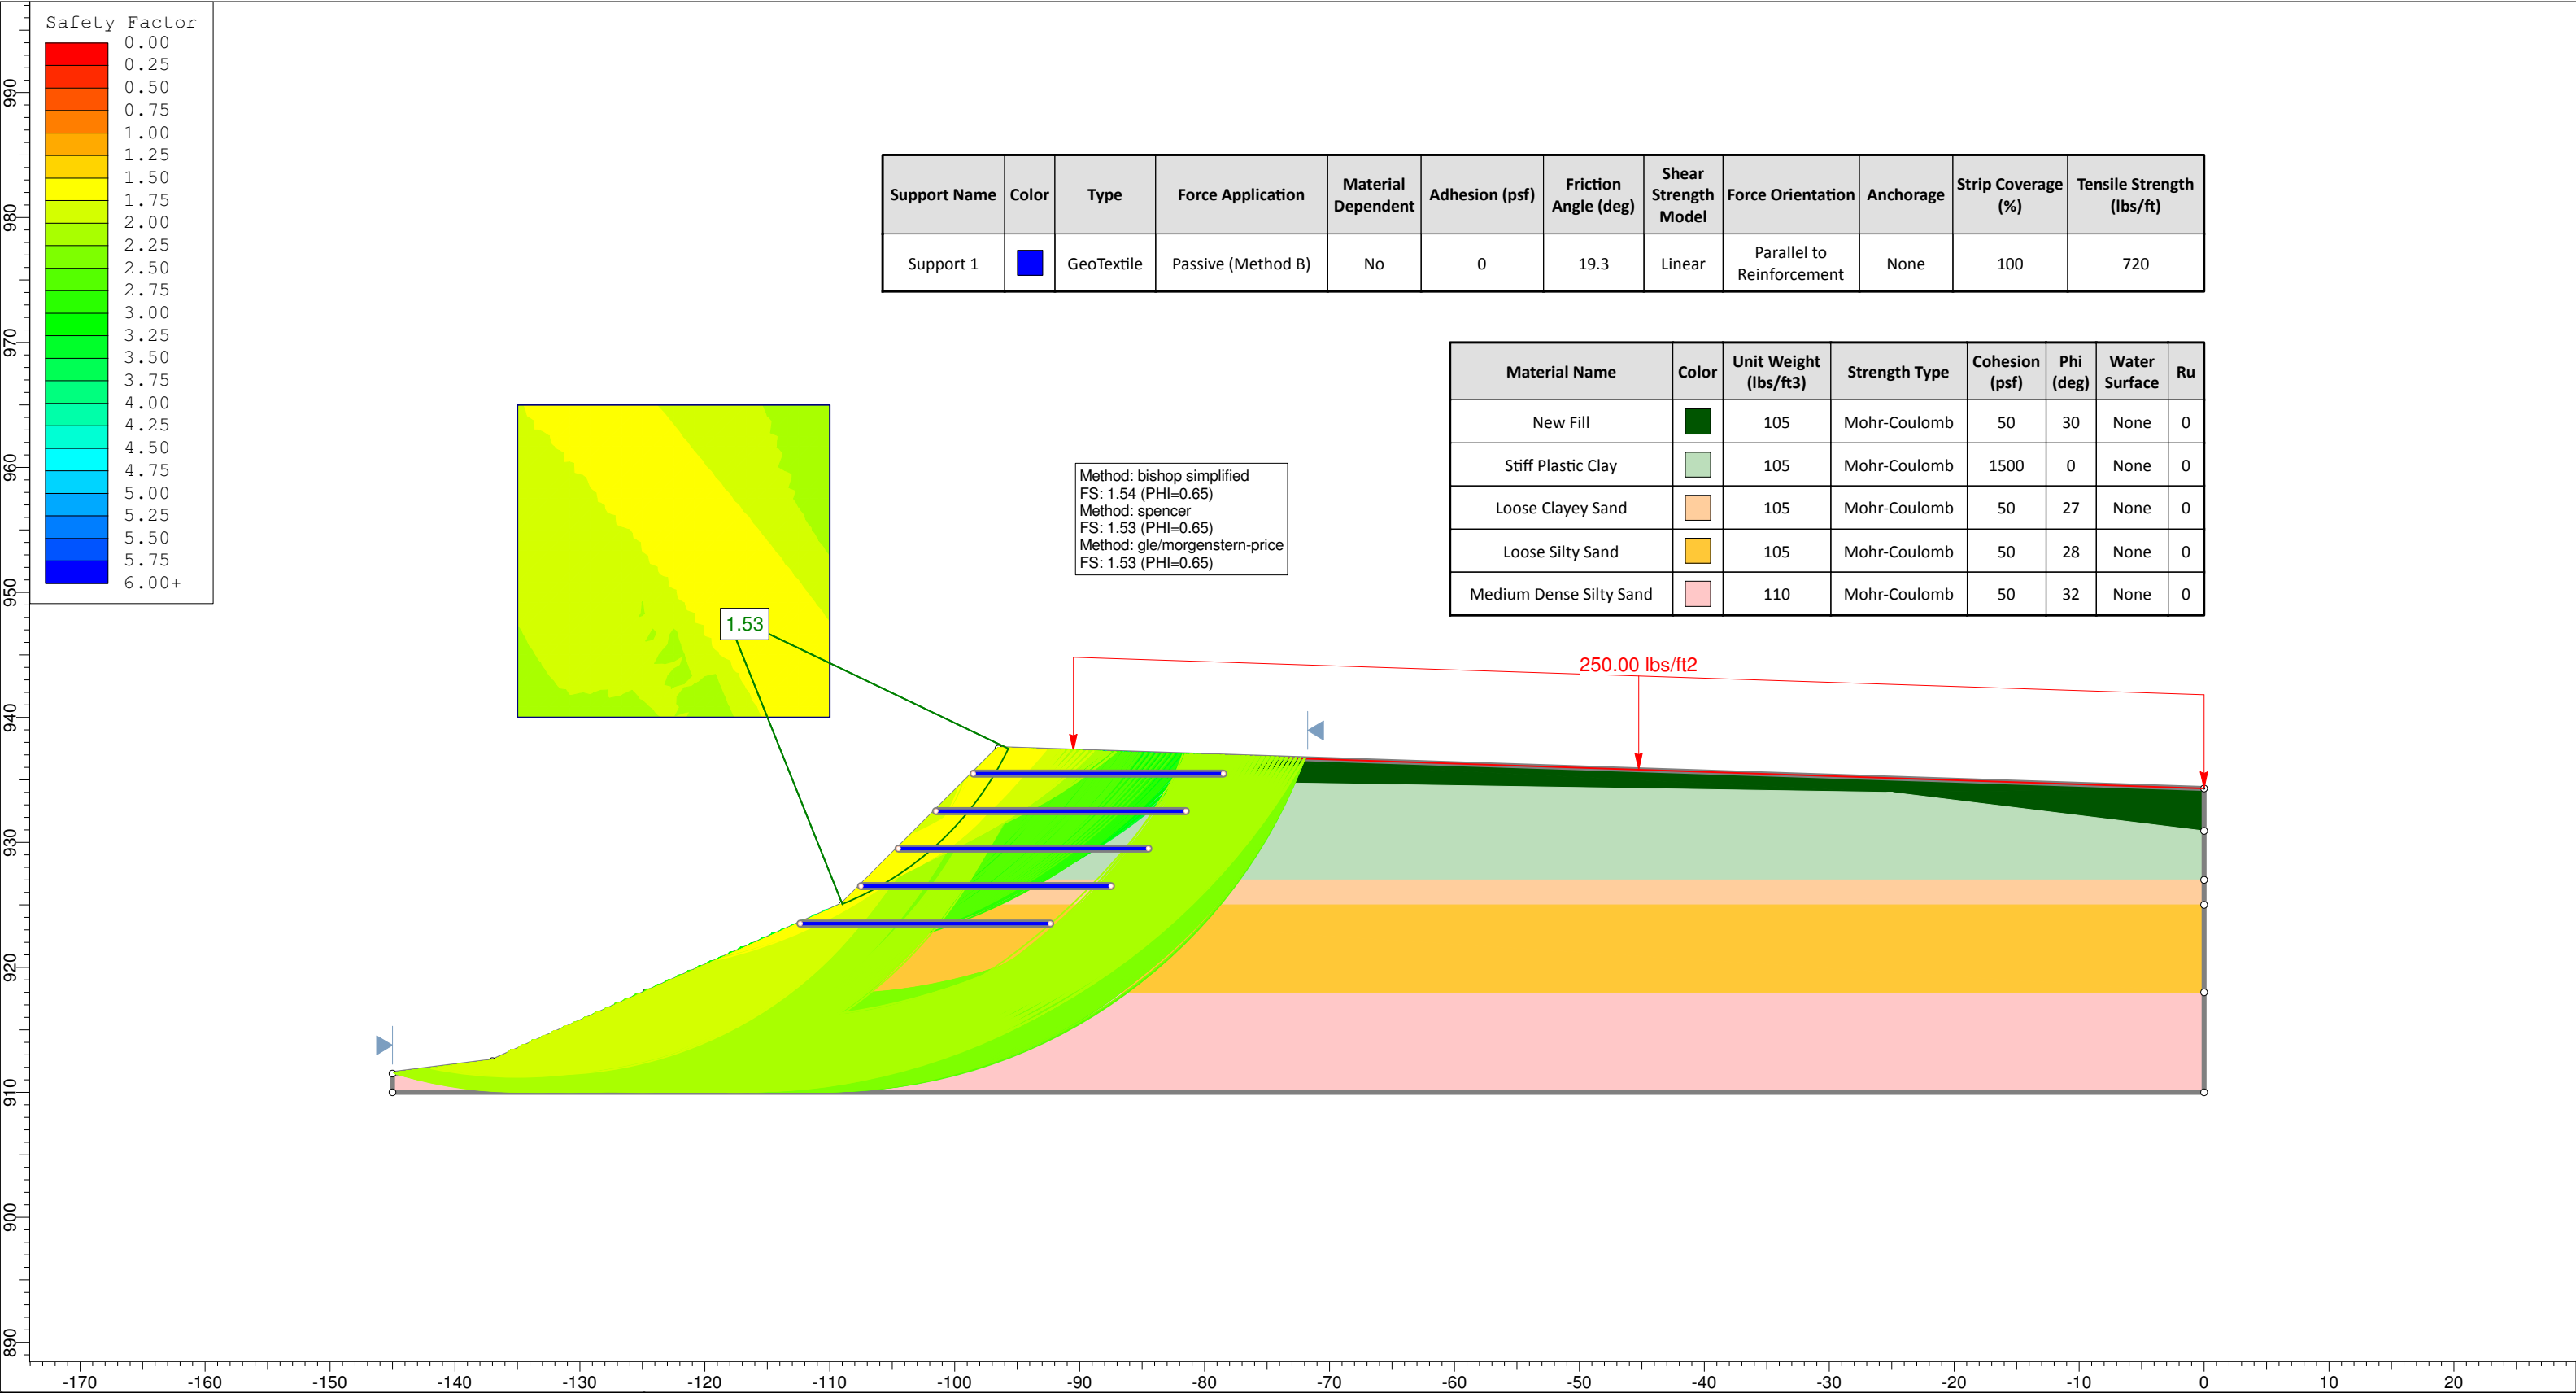 Safety Factor
0.00
0.25
0.50
0.75
1.00
1.25
1.50
1.75
2.00
2.25
2.50
2.75
3.00
3.25
3.50
3.75
4.00
4.25
4.50
4.75
5.00
5.25
5.50
5.75
6.00+
990
980
970
960
950
940
930
920
910
900
890
Support Name Color Type Force Application Material Dependent Adhesion (psf) Friction Angle (deg) Shear Strength Model Force Orientation Anchorage Strip Coverage (%) Tensile Strength (lbs/ft)
Support 1 GeoTextile Passive (Method B) No 0 19.3 Linear Parallel to Reinforcement None 100 720
Material Name Color Unit Weight (lbs/ft3) Strength Type Cohesion (psf) Phi (deg) Water Surface Ru
New Fill 105 Mohr-Coulomb 50 30 None 0
Stiff Plastic Clay 105 Mohr-Coulomb 1500 0 None 0
Loose Clayey Sand 105 Mohr-Coulomb 50 27 None 0
Loose Silty Sand 105 Mohr-Coulomb 50 28 None 0
Medium Dense Silty Sand 110 Mohr-Coulomb 50 32 None 0
Method: bishop simplified
FS: 1.54 (PHI=0.65)
Method: spencer
FS: 1.53 (PHI=0.65)
Method: gle/morgenstern-price
FS: 1.53 (PHI=0.65)
1.53
250.00 lbs/ft2
-170 -160 -150 -140 -130 -120 -110 -100 -90 -80 -70 -60 -50 -40 -30 -20 -10 0 10 20